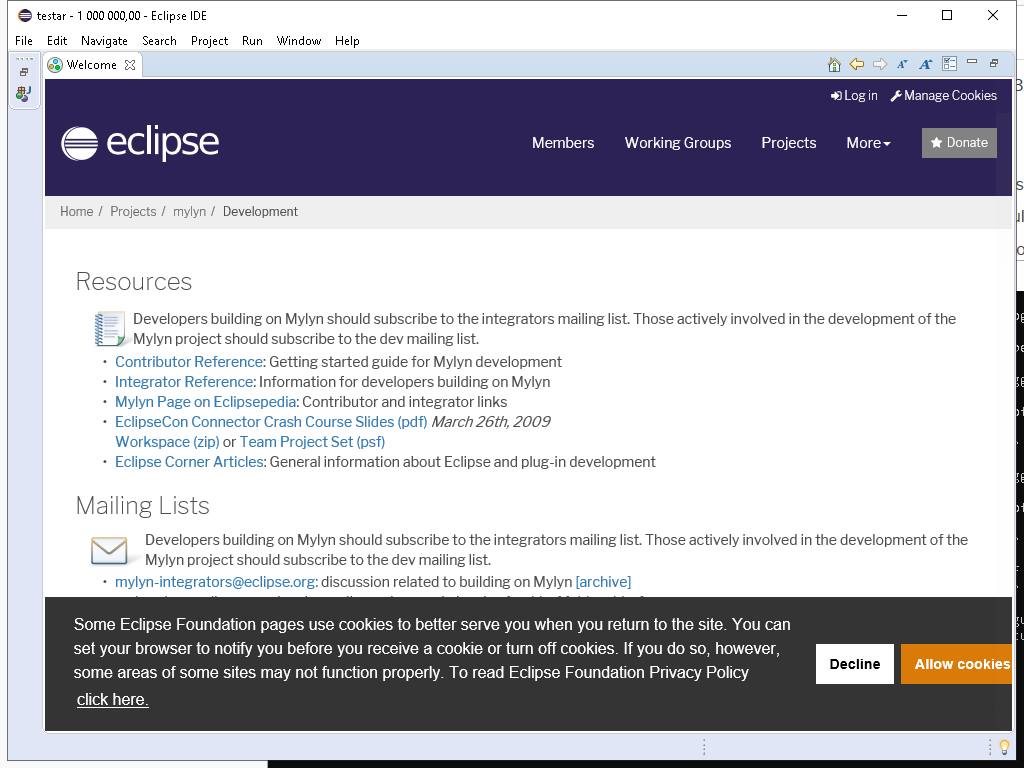 testar - 1 000 000,00 - Eclipse IDE
File Edit Navigate Search Project Run Window Help
Welcome
Log in Manage Cookies
eclipse
Members Working Groups Projects More Donate
Home / Projects / mylyn / Development
Resources
Developers building on Mylyn should subscribe to the integrators mailing list. Those actively involved in the development of the
Mylyn project should subscribe to the dev mailing list.
• Contributor Reference: Getting started guide for Mylyn development
• Integrator Reference: Information for developers building on Mylyn
• Mylyn Page on Eclipsepedia: Contributor and integrator links
• EclipseCon Connector Crash Course Slides (pdf) March 26th, 2009
Workspace (zip) or Team Project Set (psf)
• Eclipse Corner Articles: General information about Eclipse and plug-in development
Mailing Lists
Developers building on Mylyn should subscribe to the integrators mailing list. Those actively involved in the development of the
Mylyn project should subscribe to the dev mailing list.
• mylyn-integrators@eclipse.org: discussion related to building on Mylyn [archive]
Some Eclipse Foundation pages use cookies to better serve you when you return to the site. You can
set your browser to notify you before you receive a cookie or turn off cookies. If you do so, however,
some areas of some sites may not function properly. To read Eclipse Foundation Privacy Policy
click here.
Decline Allow cookies